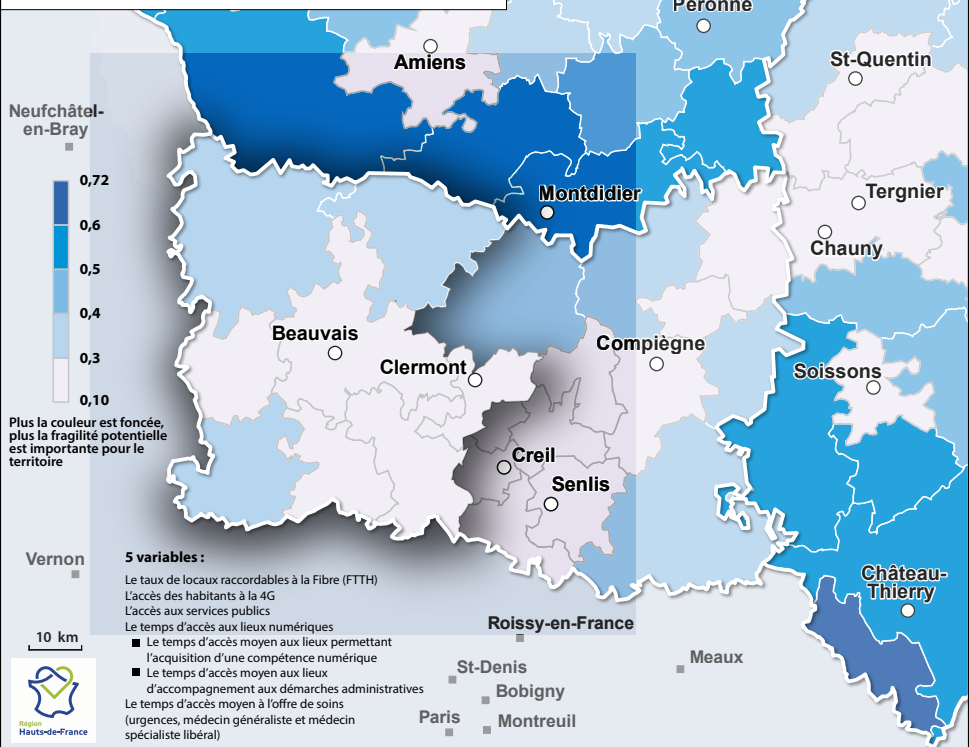 Péronne
Amiens
St-Quentin
Neufchâtel-
en-Bray
0,72
0,6
0,5
0,4
0,3
0,10
Plus la couleur est foncée,
plus la fragilité potentielle
est importante pour le
territoire
Montdidier
Tergnier
Chauny
Beauvais
Clermont
Compiègne
Soissons
Creil
Senlis
Vernon
Château-
Thierry
10 km
5 variables :
Le taux de locaux raccordables à la Fibre (FTTH)
L'accès des habitants à la 4G
L'accès aux services publics
Le temps d'accès aux lieux numériques
Le temps d'accès moyen aux lieux permettant
l'acquisition d'une compétence numérique
Le temps d'accès moyen aux lieux
d'accompagnement aux démarches administratives
Le temps d'accès moyen à l'offre de soins
(urgences, médecin généraliste et médecin
spécialiste libéral)
Roissy-en-France
St-Denis
Meaux
Bobigny
Paris
Montreuil
Région
Hauts-de-France